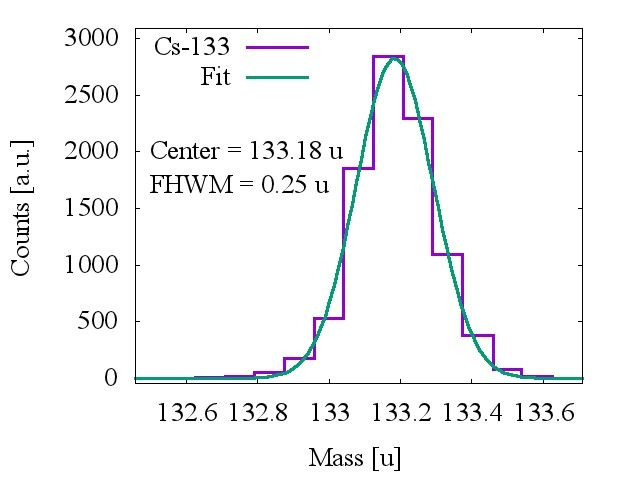 3000
2500
2000
1500
1000
500
0
Counts [a.u.]
Cs-133
Fit
Center = 133.18 u
FHWM = 0.25 u
132.6 132.8 133 133.2 133.4 133.6
Mass [u]